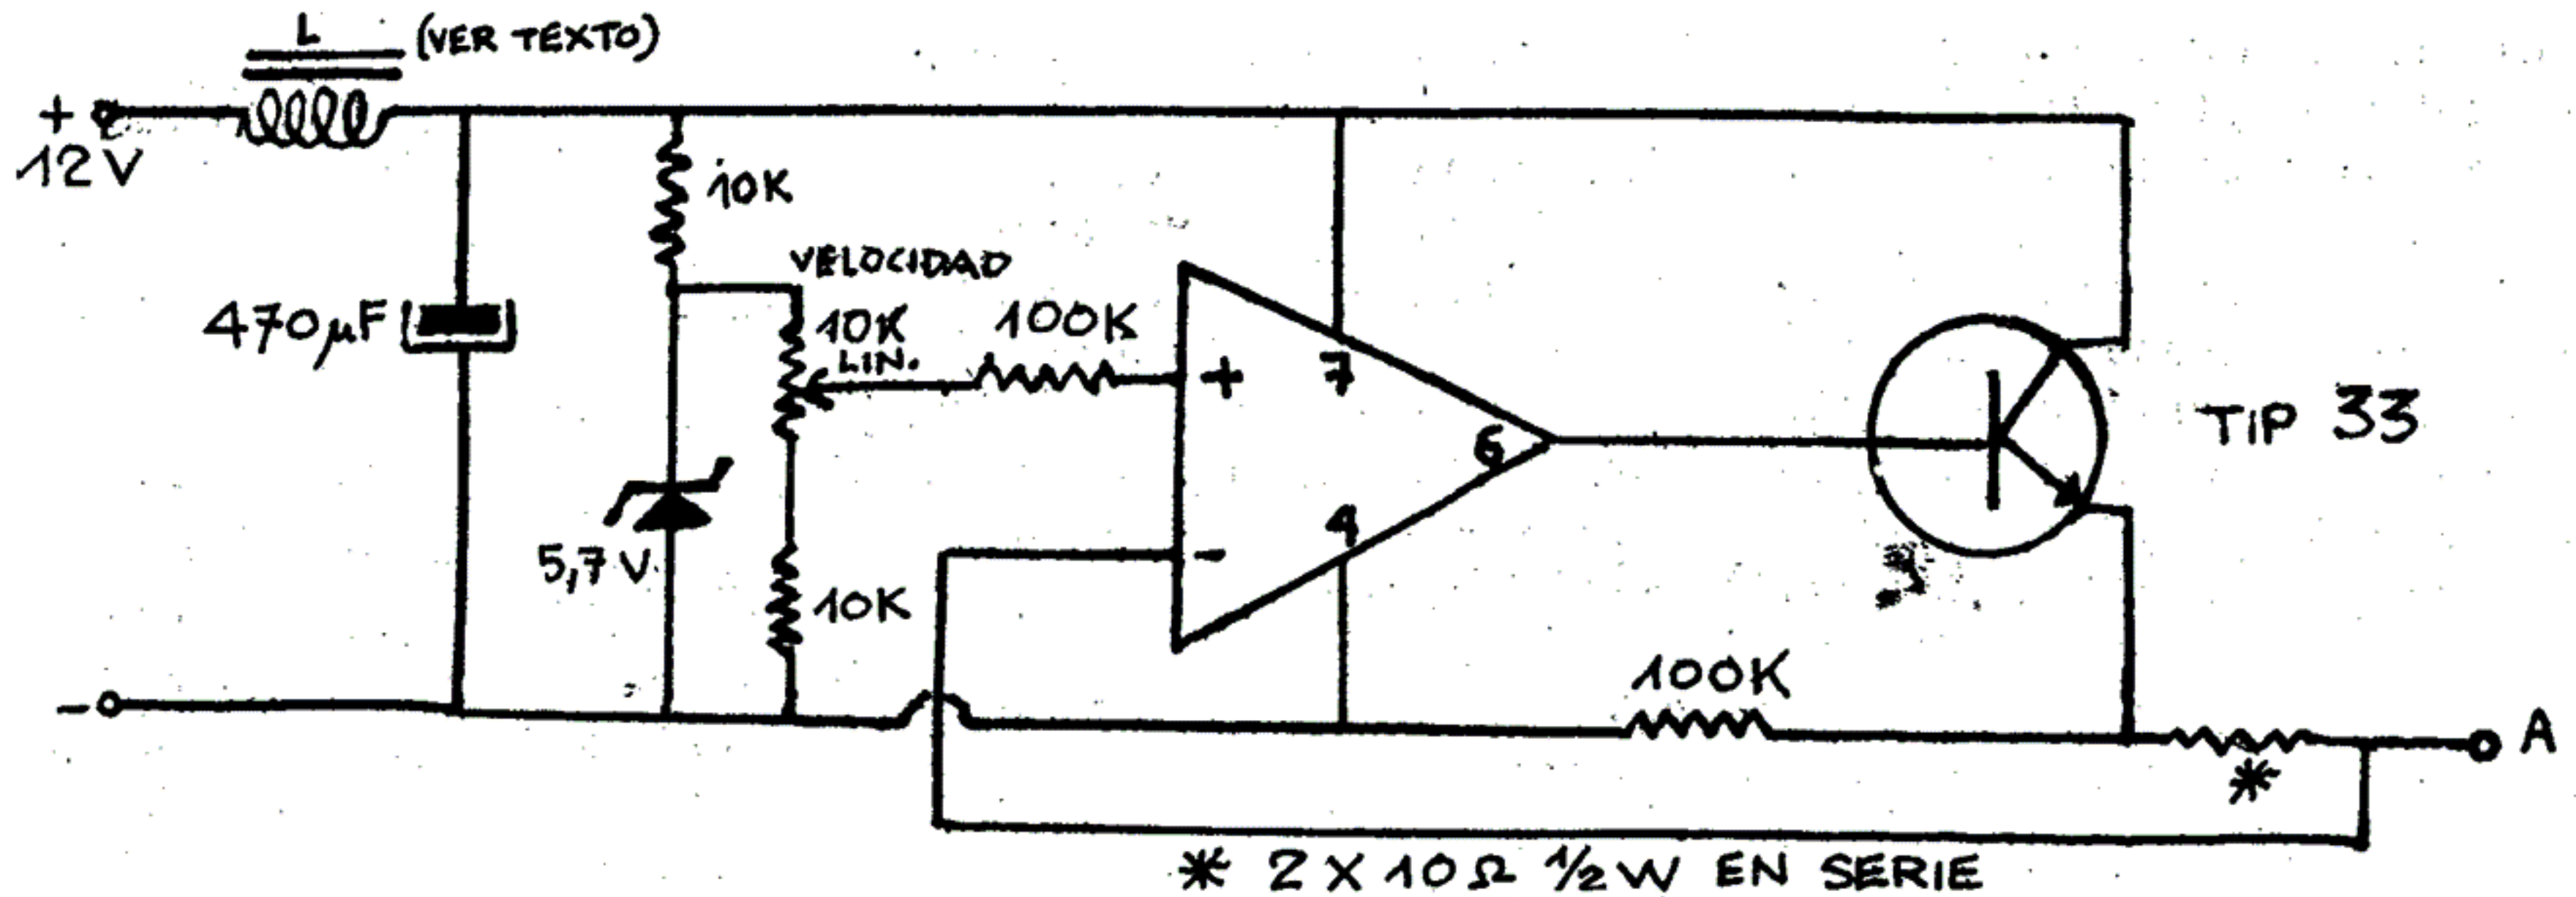 L (VER TEXTO)
+
12V
10K
VELOCIDAD
10K
LIN.
100K
470µF
+
7
6
4
-
5,7 V
10K
TIP 33
100K
-
A
*
* 2 X 10Ω ½W EN SERIE